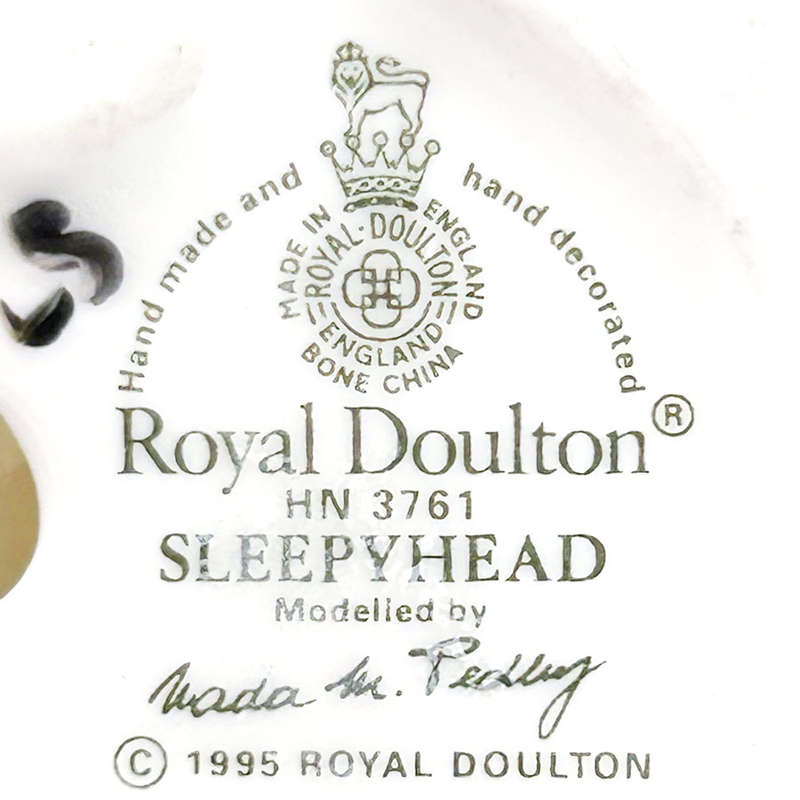 Hand made and hand decorated
MADE IN ENGLAND
ROYAL·DOULTON
ENGLAND
BONE CHINA
Royal Doulton®
HN 3761
SLEEPYHEAD
Modelled by
Nada M. Pedley
© 1995 ROYAL DOULTON